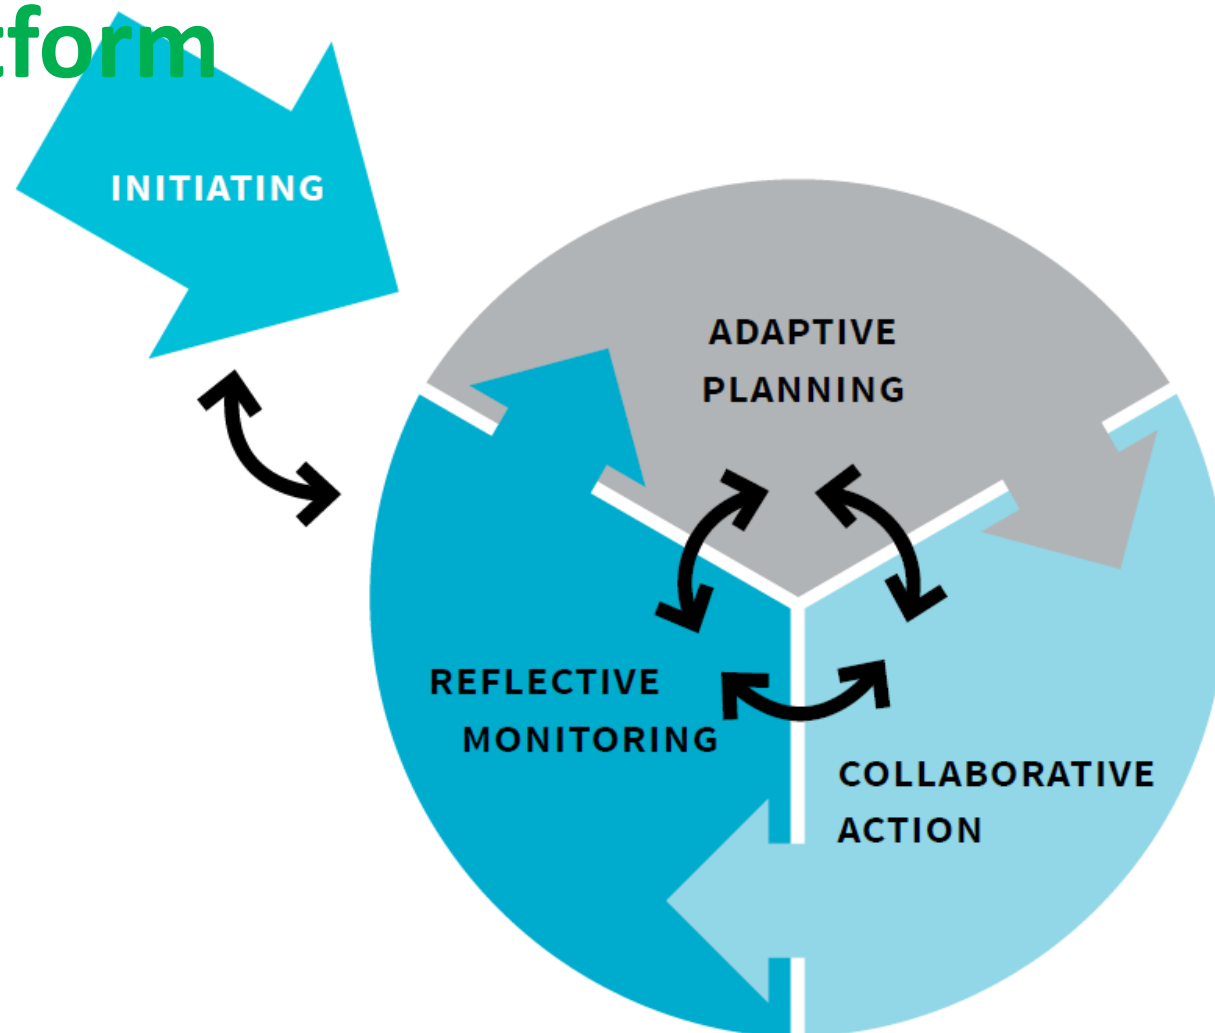 tform
INITIATING
ADAPTIVE
PLANNING
REFLECTIVE
MONITORING
COLLABORATIVE
ACTION